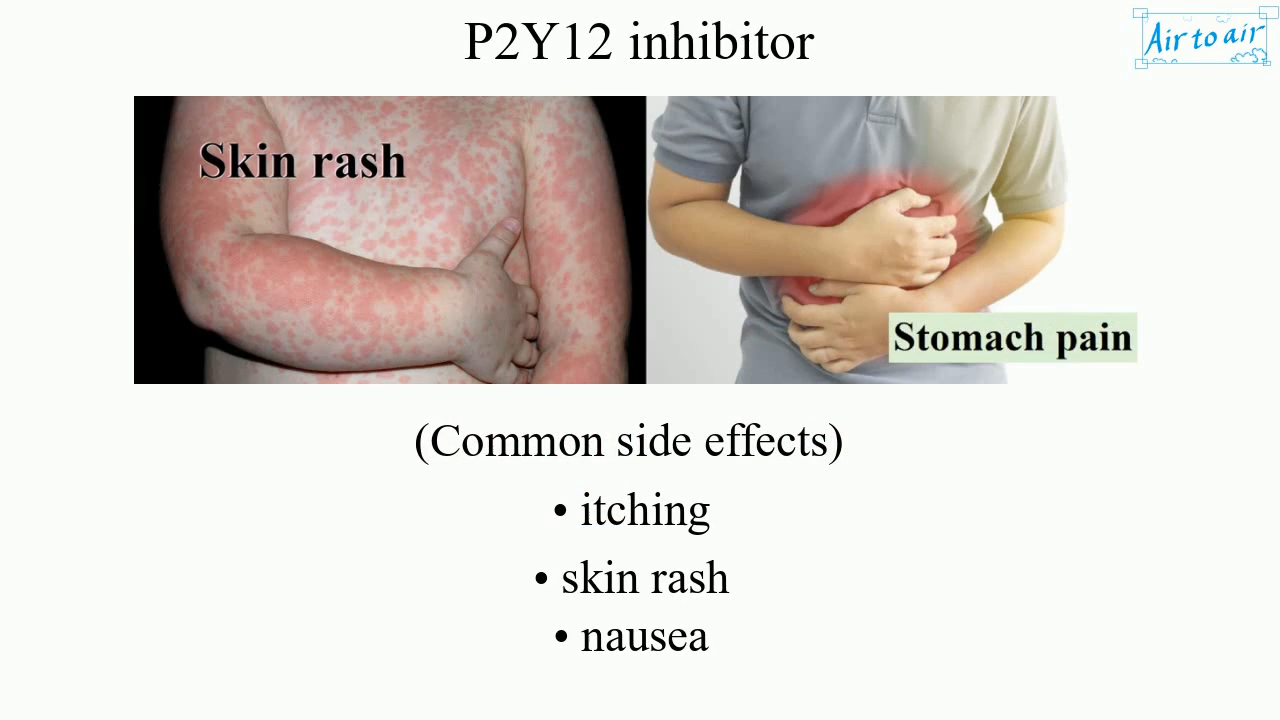 P2Y12 inhibitor
Air to air
Skin rash
Stomach pain
(Common side effects)
• itching
• skin rash
• nausea